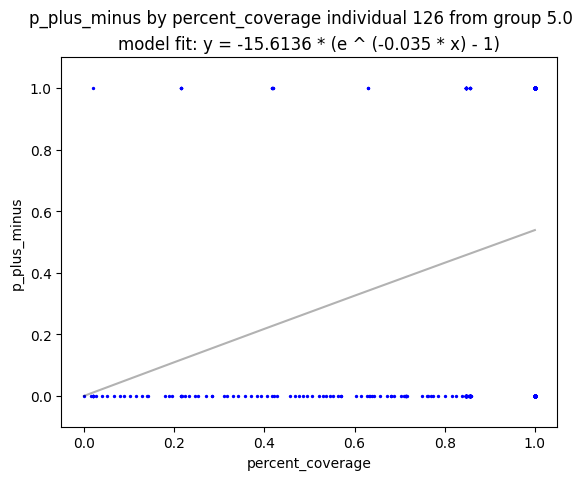 p_plus_minus by percent_coverage individual 126 from group 5.0
model fit: y = -15.6136 * (e ^ (-0.035 * x) - 1)
1.0
0.8
0.6
0.4
0.2
0.0
p_plus_minus
0.0 0.2 0.4 0.6 0.8 1.0
percent_coverage